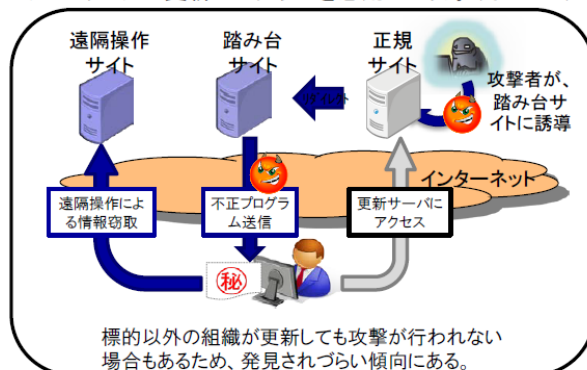 遠隔操作
サイト
踏み台
サイト
正規
サイト
攻撃者が、
踏み台サ
イトに誘導
インターネット
遠隔操作によ
る情報窃取
不正プログラ
ム送信
更新サーバに
アクセス
㊙
標的以外の組織が更新しても攻撃が行われない
場合もあるため、発見されづらい傾向にある。